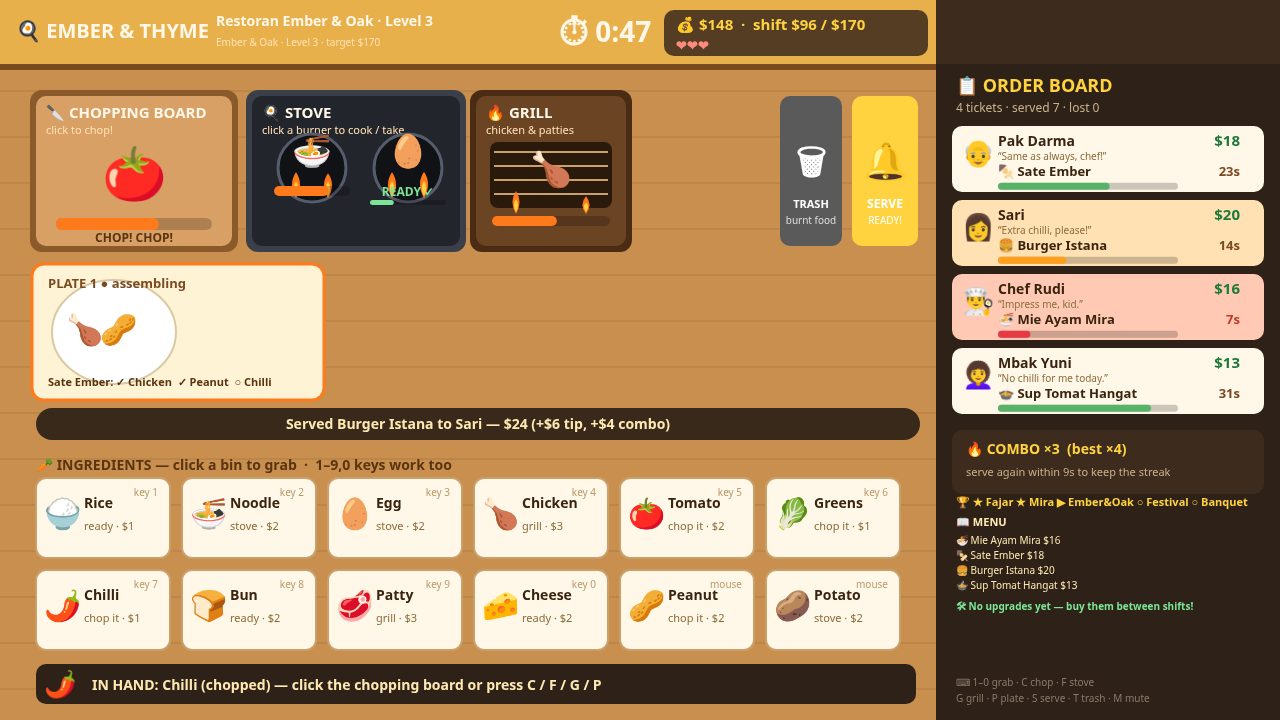 EMBER & THYME
Restoran Ember & Oak · Level 3
Ember & Oak · Level 3 · target $170
0:47
$148 · shift $96 / $170
CHOPPING BOARD
click to chop!
CHOP! CHOP!
STOVE
click a burner to cook / take
READY ✓
GRILL
chicken & patties
TRASH
burnt food
SERVE
READY!
PLATE 1 ● assembling
Sate Ember: ✓ Chicken ✓ Peanut ○ Chilli
Served Burger Istana to Sari — $24 (+$6 tip, +$4 combo)
INGREDIENTS — click a bin to grab · 1–9,0 keys work too
key 1
Rice
ready · $1
key 2
Noodle
stove · $2
key 3
Egg
stove · $2
key 4
Chicken
grill · $3
key 5
Tomato
chop it · $2
key 6
Greens
chop it · $1
key 7
Chilli
chop it · $1
key 8
Bun
ready · $2
key 9
Patty
grill · $3
key 0
Cheese
ready · $2
mouse
Peanut
chop it · $2
mouse
Potato
stove · $2
IN HAND: Chilli (chopped) — click the chopping board or press C / F / G / P
ORDER BOARD
4 tickets · served 7 · lost 0
Pak Darma $18
“Same as always, chef!”
Sate Ember 23s
Sari $20
“Extra chilli, please!”
Burger Istana 14s
Chef Rudi $16
“Impress me, kid.”
Mie Ayam Mira 7s
Mbak Yuni $13
“No chilli for me today.”
Sup Tomat Hangat 31s
COMBO ×3 (best ×4)
serve again within 9s to keep the streak
★ Fajar ★ Mira ▶ Ember&Oak ○ Festival ○ Banquet
MENU
Mie Ayam Mira $16
Sate Ember $18
Burger Istana $20
Sup Tomat Hangat $13
No upgrades yet — buy them between shifts!
1–0 grab · C chop · F stove
G grill · P plate · S serve · T trash · M mute